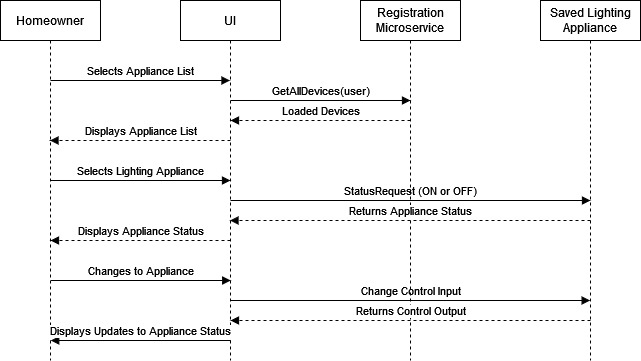 Homeowner
UI
Registration
Microservice
Saved Lighting
Appliance
Selects Appliance List
GetAllDevices(user)
Loaded Devices
Displays Appliance List
Selects Lighting Appliance
StatusRequest (ON or OFF)
Returns Appliance Status
Displays Appliance Status
Changes to Appliance
Change Control Input
Returns Control Output
Displays Updates to Appliance Status